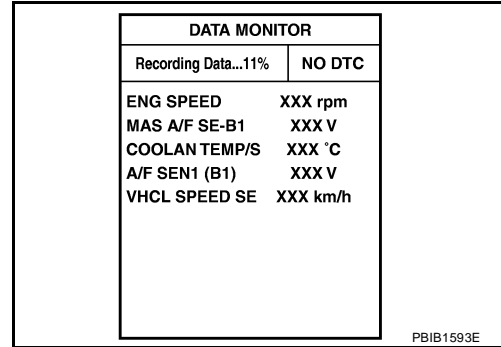 DATA MONITOR
Recording Data...11% NO DTC
ENG SPEED XXX rpm
MAS A/F SE-B1 XXX V
COOLAN TEMP/S XXX °C
A/F SEN1 (B1) XXX V
VHCL SPEED SE XXX km/h
PBIB1593E